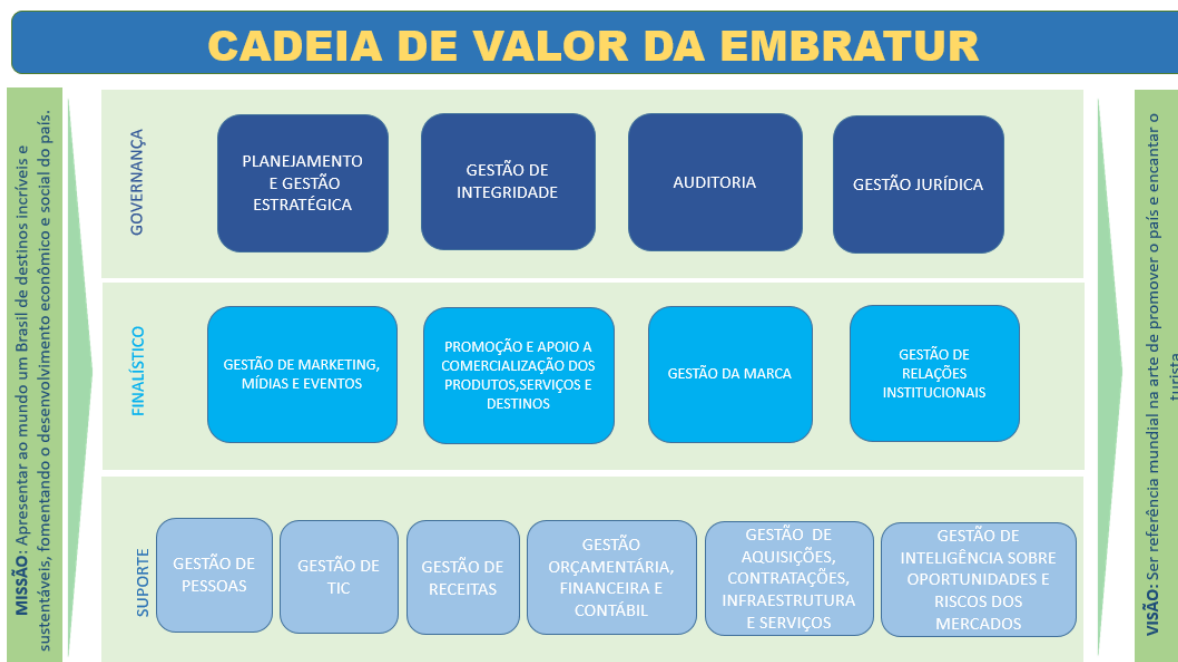 CADEIA DE VALOR DA EMBRATUR
MISSÃO: Apresentar ao mundo um Brasil de destinos incríveis e
sustentáveis, fomentando o desenvolvimento econômico e social do país.
GOVERNANÇA
PLANEJAMENTO
E GESTÃO
ESTRATÉGICA
GESTÃO DE
INTEGRIDADE
AUDITORIA
GESTÃO JURÍDICA
FINALÍSTICO
GESTÃO DE MARKETING,
MÍDIAS E EVENTOS
PROMOÇÃO E APOIO A
COMERCIALIZAÇÃO DOS
PRODUTOS,SERVIÇOS E
DESTINOS
GESTÃO DA MARCA
GESTÃO DE
RELAÇÕES
INSTITUCIONAIS
SUPORTE
GESTÃO DE
PESSOAS
GESTÃO DE
TIC
GESTÃO DE
RECEITAS
GESTÃO
ORÇAMENTÁRIA,
FINANCEIRA E
CONTÁBIL
GESTÃO DE
AQUISIÇÕES,
CONTRATAÇÕES,
INFRAESTRUTURA
E SERVIÇOS
GESTÃO DE
INTELIGÊNCIA SOBRE
OPORTUNIDADES E
RISCOS DOS
MERCADOS
VISÃO: Ser referência mundial na arte de promover o país e encantar o
turista